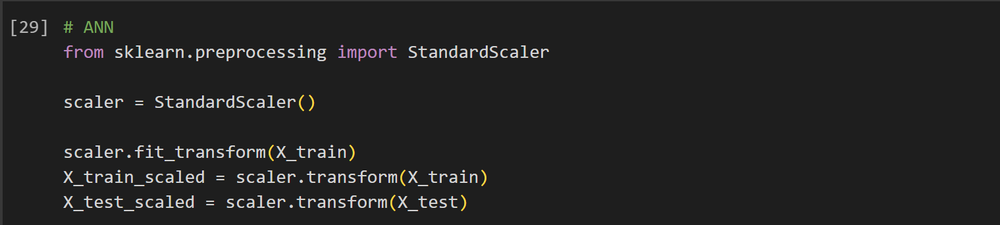 [29] # ANN
from sklearn.preprocessing import StandardScaler
scaler = StandardScaler()
scaler.fit_transform(X_train)
X_train_scaled = scaler.transform(X_train)
X_test_scaled = scaler.transform(X_test)